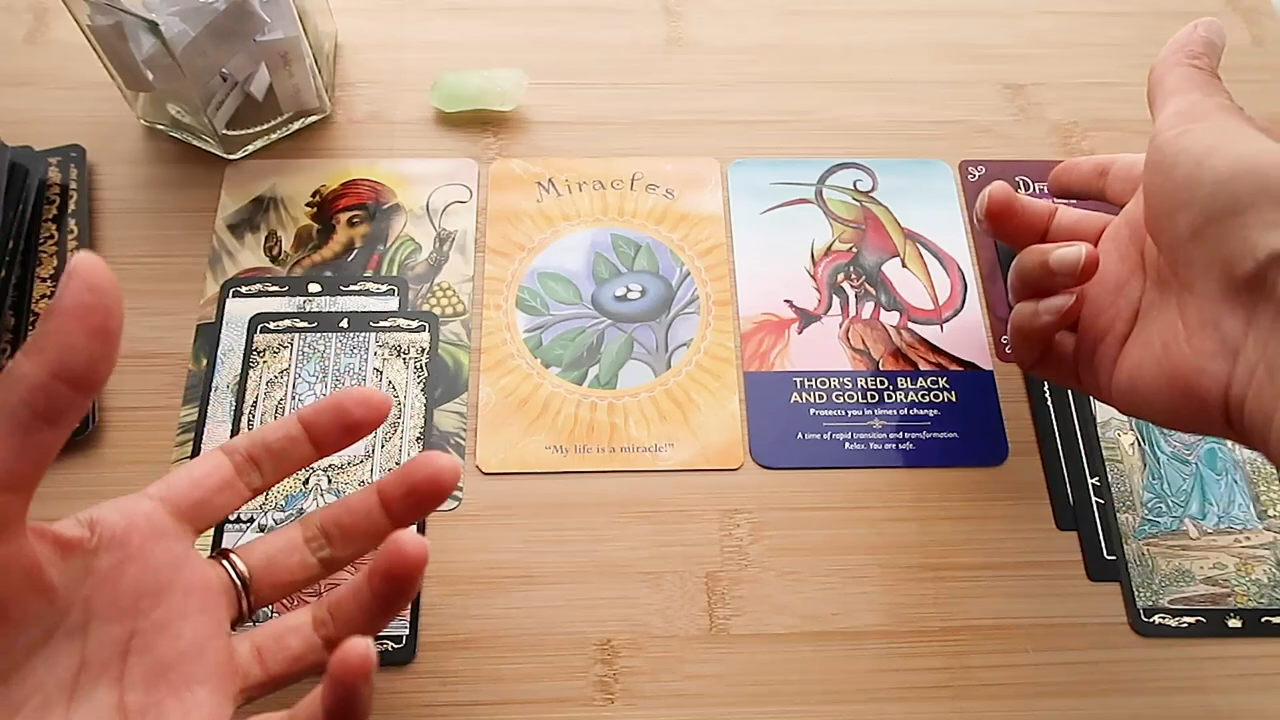 Miracles
"My life is a miracle!"
THOR'S RED, BLACK
AND GOLD DRAGON
Protects you in times of change.
A time of rapid transition and transformation.
Relax. You are safe.
4